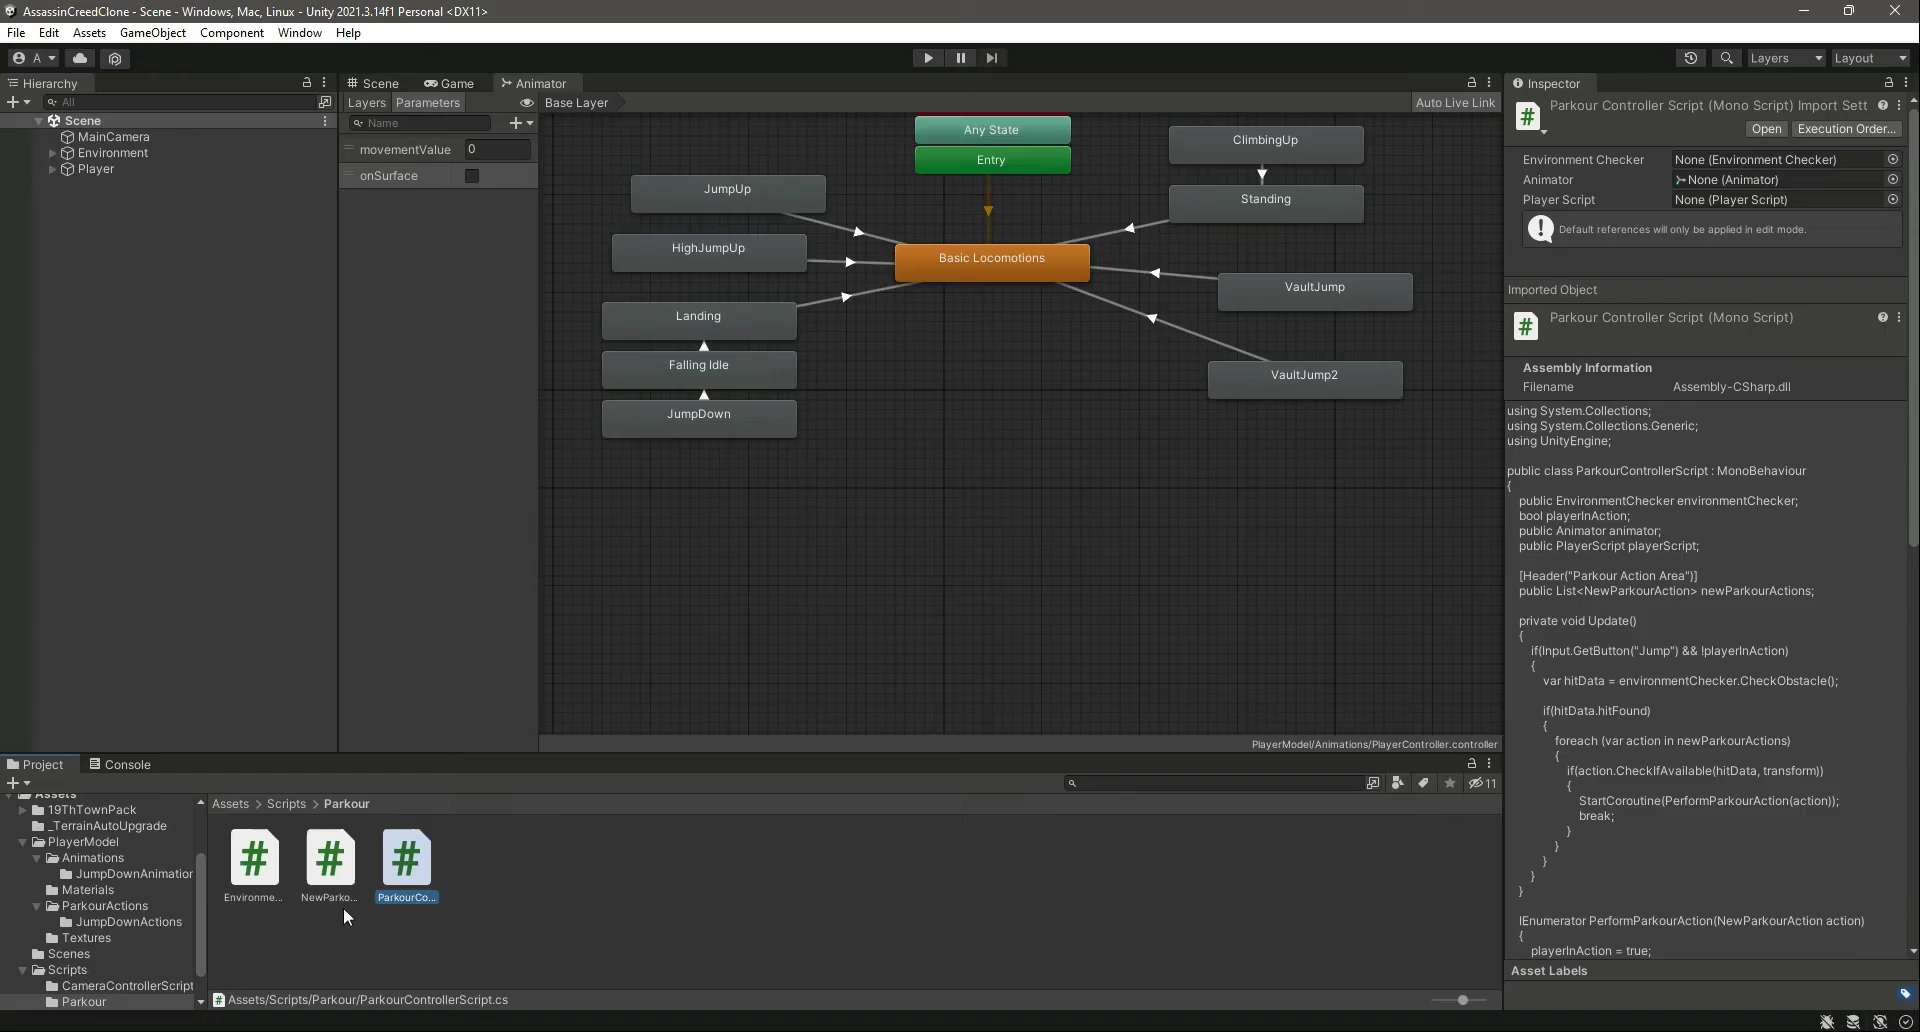 AssassinCreedClone - Scene - Windows, Mac, Linux - Unity 2021.3.14f1 Personal <DX11>
File Edit Assets GameObject Component Window Help
A
Layers Layout
Hierarchy
All
Scene
MainCamera
Environment
Player
Scene Game Animator
Layers Parameters Base Layer Auto Live Link
Name
movementValue 0
onSurface
Any State
Entry
ClimbingUp
JumpUp
Standing
HighJumpUp
Basic Locomotions
VaultJump
Landing
Falling Idle
VaultJump2
JumpDown
PlayerModel/Animations/PlayerController.controller
Inspector
Parkour Controller Script (Mono Script) Import Sett
Open Execution Order...
Environment Checker None (Environment Checker)
Animator None (Animator)
Player Script None (Player Script)
Default references will only be applied in edit mode.
Imported Object
Parkour Controller Script (Mono Script)
Assembly Information
Filename Assembly-CSharp.dll
using System.Collections;
using System.Collections.Generic;
using UnityEngine;
public class ParkourControllerScript : MonoBehaviour
{
public EnvironmentChecker environmentChecker;
bool playerInAction;
public Animator animator;
public PlayerScript playerScript;
[Header("Parkour Action Area")]
public List<NewParkourAction> newParkourActions;
private void Update()
{
if(Input.GetButton("Jump") && !playerInAction)
{
var hitData = environmentChecker.CheckObstacle();
if(hitData.hitFound)
{
foreach (var action in newParkourActions)
{
if(action.CheckIfAvailable(hitData, transform))
{
StartCoroutine(PerformParkourAction(action));
break;
}
}
}
}
}
IEnumerator PerformParkourAction(NewParkourAction action)
{
playerInAction = true;
Asset Labels
Project Console
11
Assets
19ThTownPack
_TerrainAutoUpgrade
PlayerModel
Animations
JumpDownAnimation
Materials
ParkourActions
JumpDownActions
Textures
Scenes
Scripts
CameraControllerScript
Parkour
Assets > Scripts > Parkour
Environme... NewParko... ParkourCo...
Assets/Scripts/Parkour/ParkourControllerScript.cs